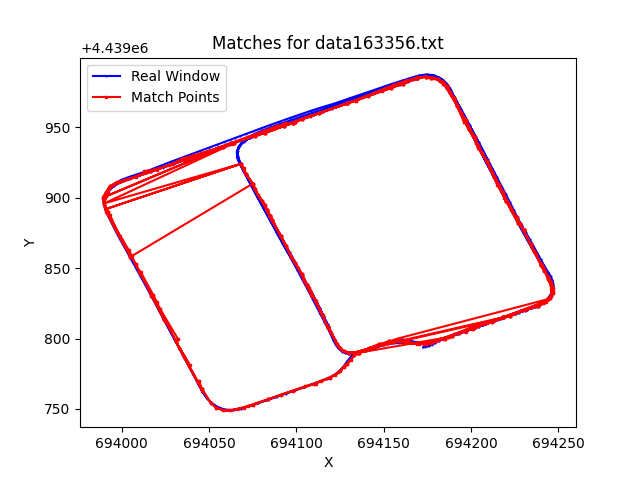 Matches for data163356.txt
+4.439e6
Real Window
Match Points
950
900
850
800
750
Y
694000 694050 694100 694150 694200 694250
X